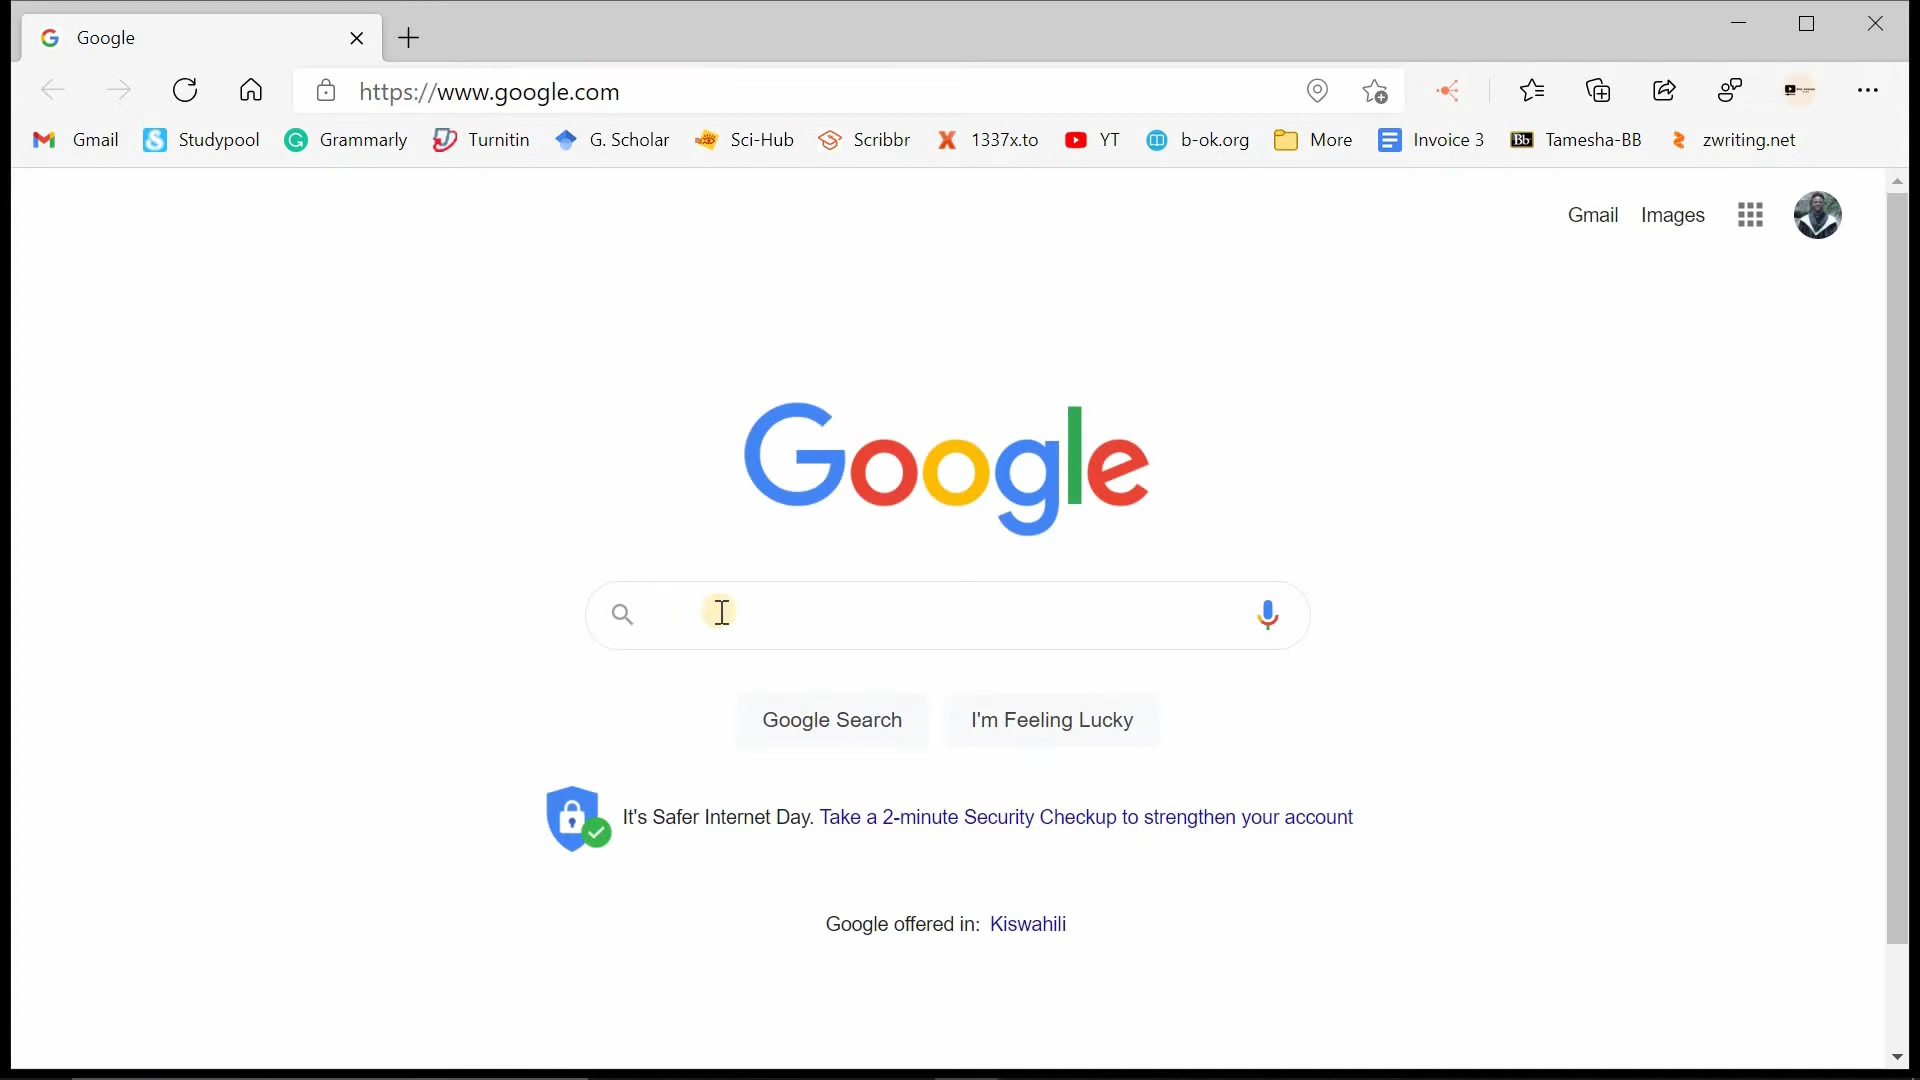 Google
https://www.google.com
Gmail Studypool Grammarly Turnitin G. Scholar Sci-Hub Scribbr 1337x.to YT b-ok.org More Invoice 3 Bb Tamesha-BB zwriting.net
Gmail Images
Google
Google Search I'm Feeling Lucky
It's Safer Internet Day. Take a 2-minute Security Checkup to strengthen your account
Google offered in: Kiswahili